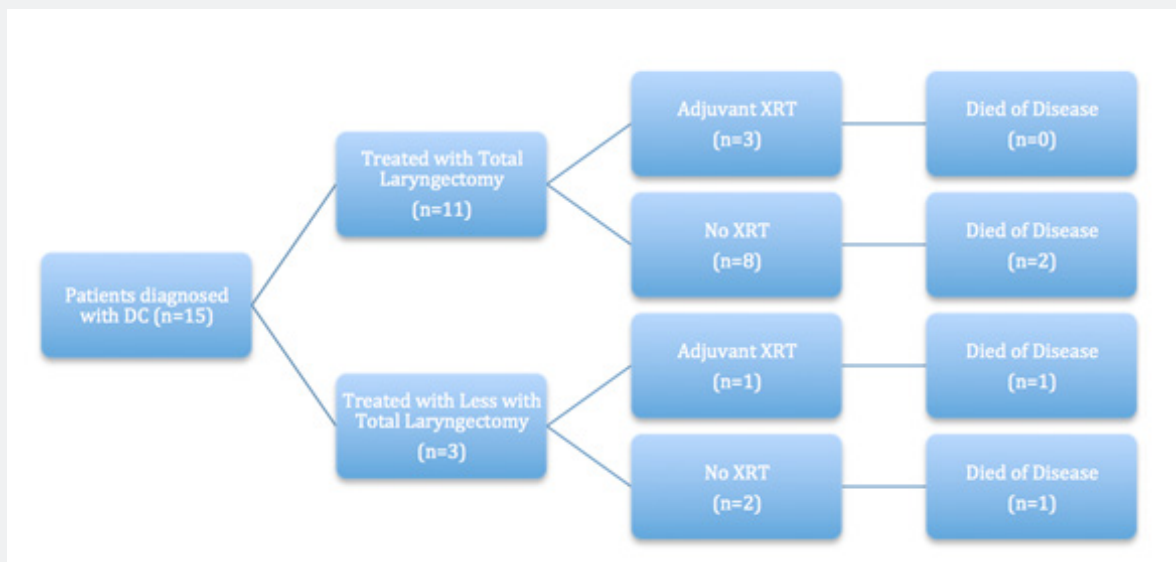 Patients diagnosed
with DC (n=15)
Treated with Total
Laryngectomy
(n=11)
Adjuvant XRT
(n=3)
Died of Disease
(n=0)
No XRT
(n=8)
Died of Disease
(n=2)
Treated with Less with
Total Laryngectomy
(n=3)
Adjuvant XRT
(n=1)
Died of Disease
(n=1)
No XRT
(n=2)
Died of Disease
(n=1)